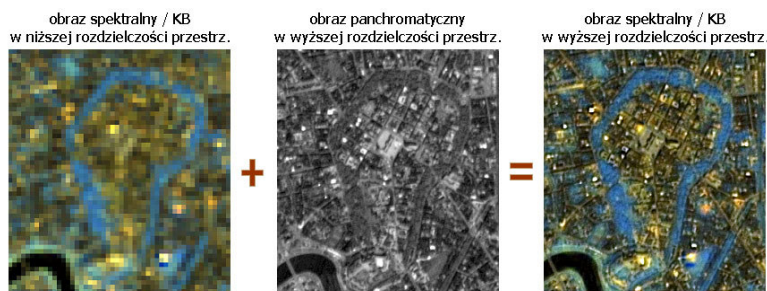 obraz spektralny / KB
w niższej rozdzielczości przestrz.
obraz panchromatyczny
w wyższej rozdzielczości przestrz.
obraz spektralny / KB
w wyższej rozdzielczości przestrz.
+
=